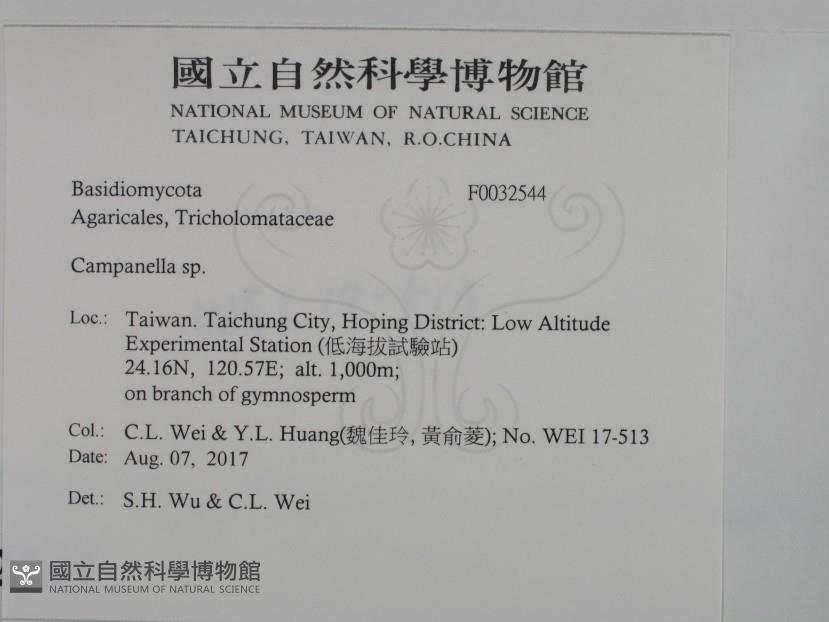 國立自然科學博物館
NATIONAL MUSEUM OF NATURAL SCIENCE
TAICHUNG, TAIWAN, R.O.CHINA
Basidiomycota F0032544
Agaricales, Tricholomataceae
Campanella sp.
Loc.: Taiwan. Taichung City, Hoping District: Low Altitude
Experimental Station (低海拔試驗站)
24.16N, 120.57E; alt. 1,000m;
on branch of gymnosperm
Col.: C.L. Wei & Y.L. Huang(魏佳玲, 黃俞菱); No. WEI 17-513
Date: Aug. 07, 2017
Det.: S.H. Wu & C.L. Wei
國立自然科學博物館
NATIONAL MUSEUM OF NATURAL SCIENCE